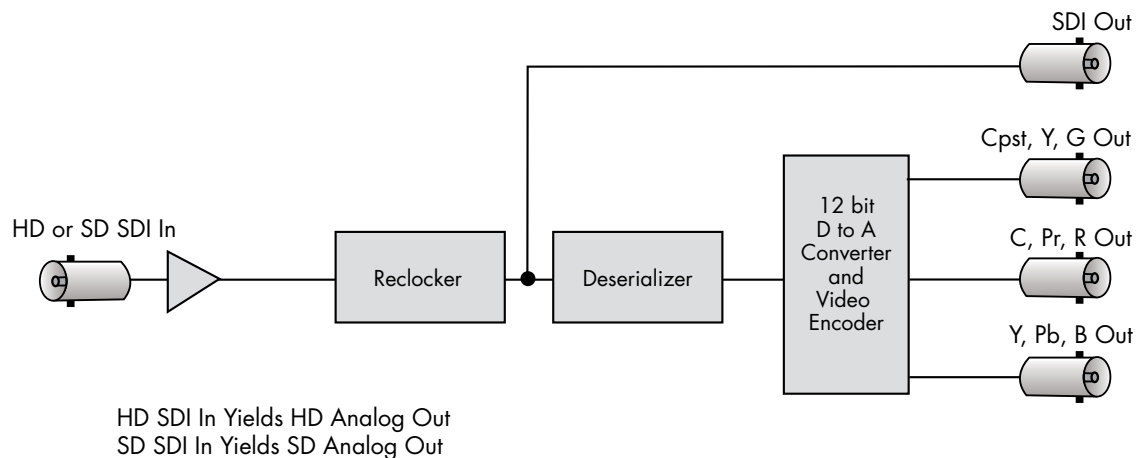 SDI Out
Cpst, Y, G Out
HD or SD SDI In
Reclocker
Deserializer
12 bit
D to A
Converter
and
Video
Encoder
C, Pr, R Out
Y, Pb, B Out
HD SDI In Yields HD Analog Out
SD SDI In Yields SD Analog Out